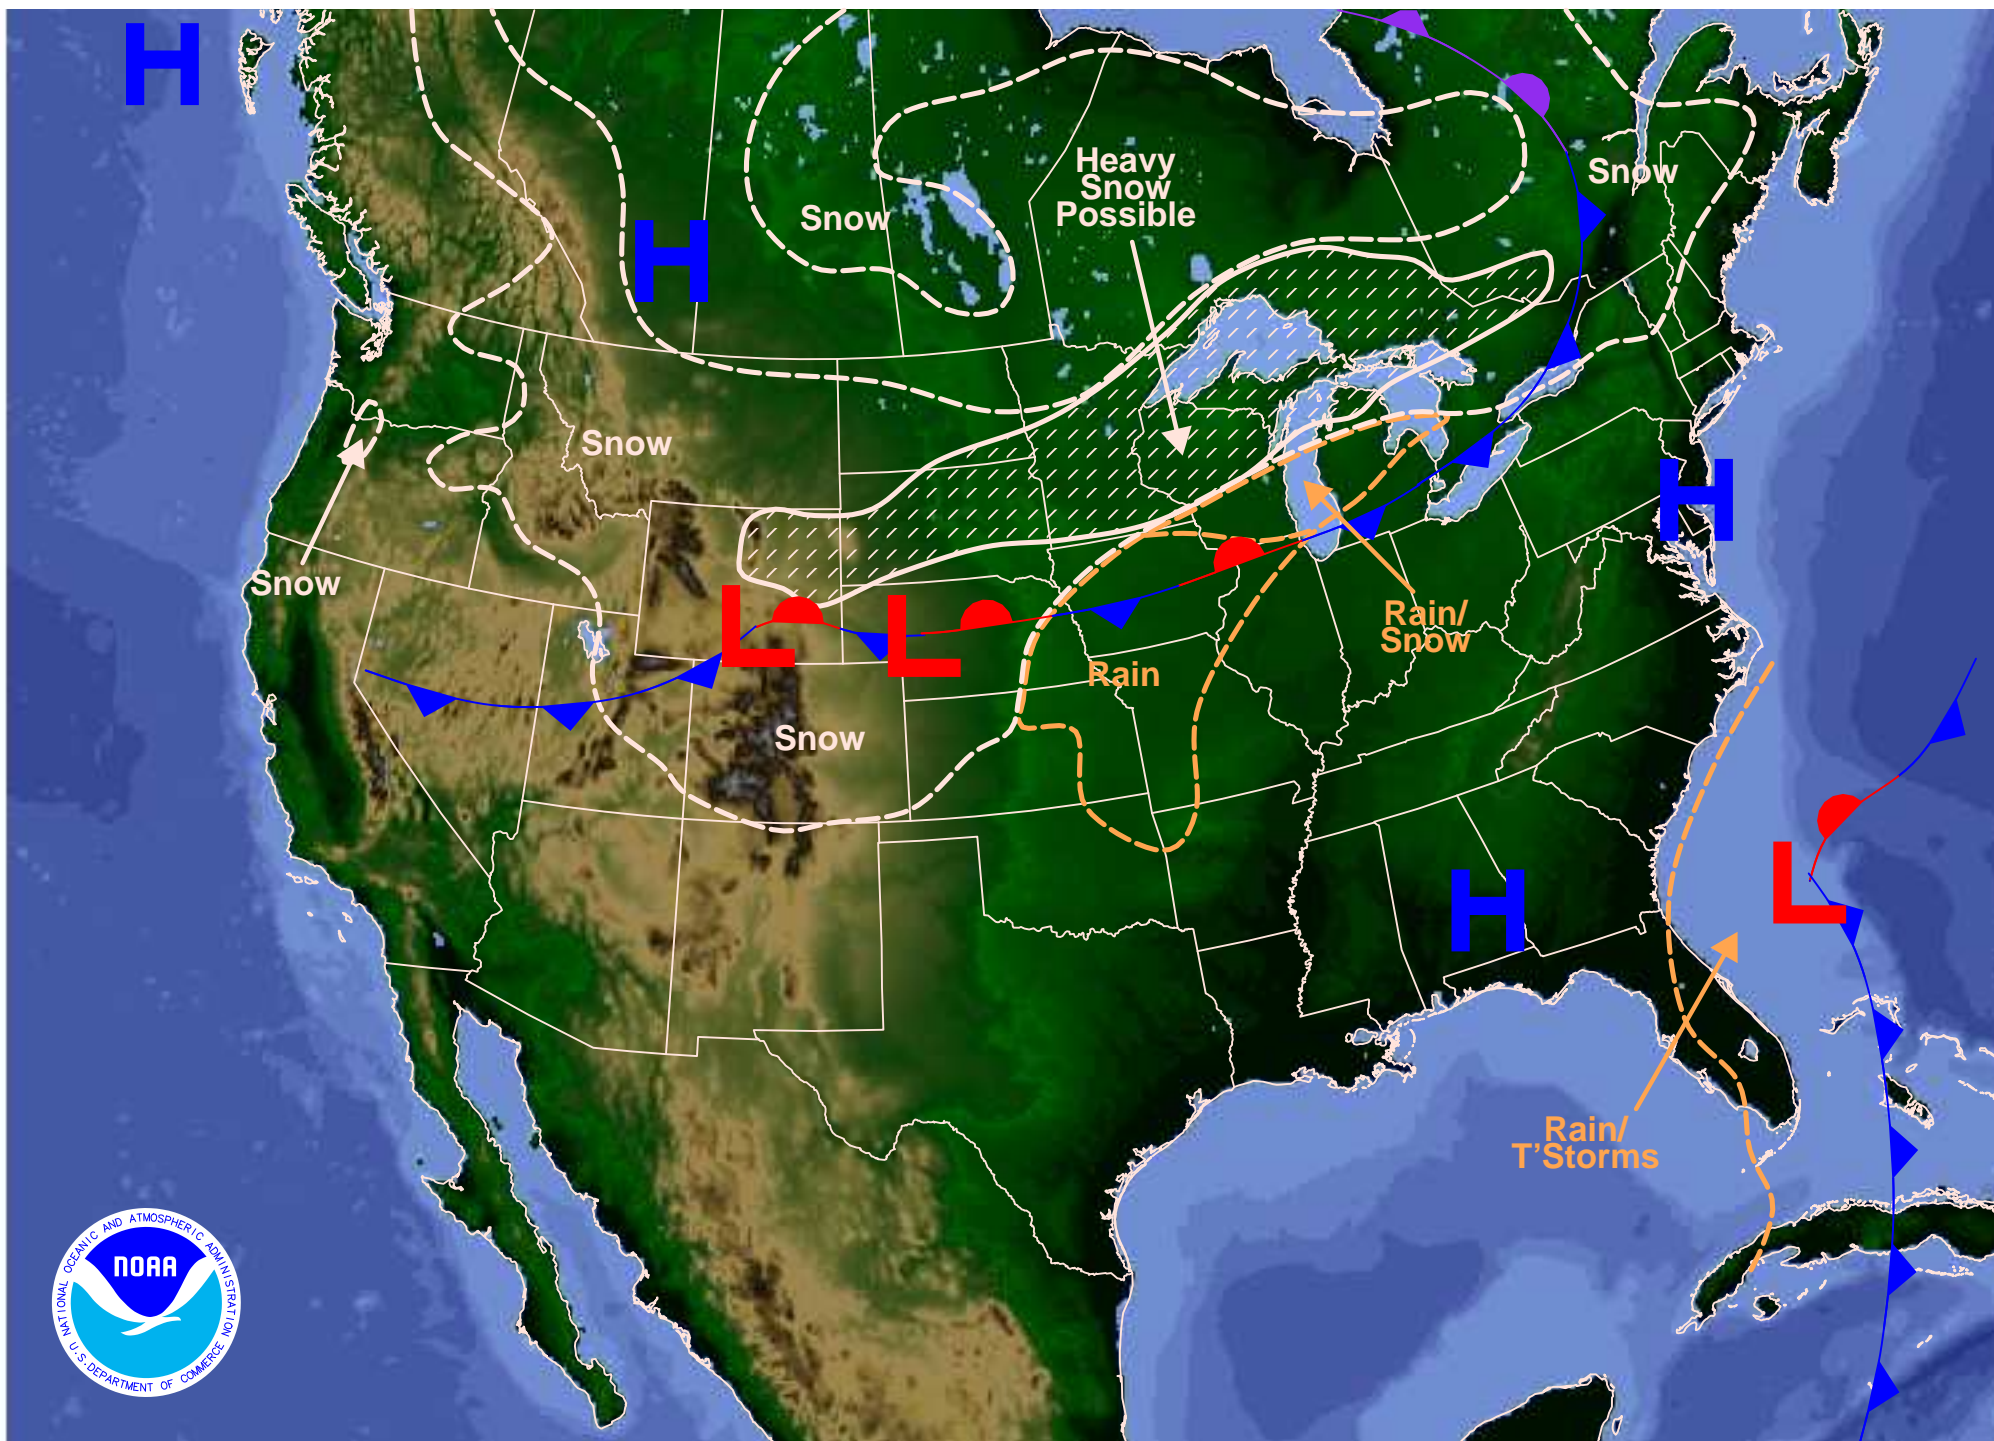 H
Heavy
Snow
Possible
Snow
Snow
H
Snow
H
Snow
L
L
Rain/
Snow
Rain
Snow
L
H
Rain/
T'Storms
NATIONAL OCEANIC AND ATMOSPHERIC ADMINISTRATION
NOAA
U.S. DEPARTMENT OF COMMERCE